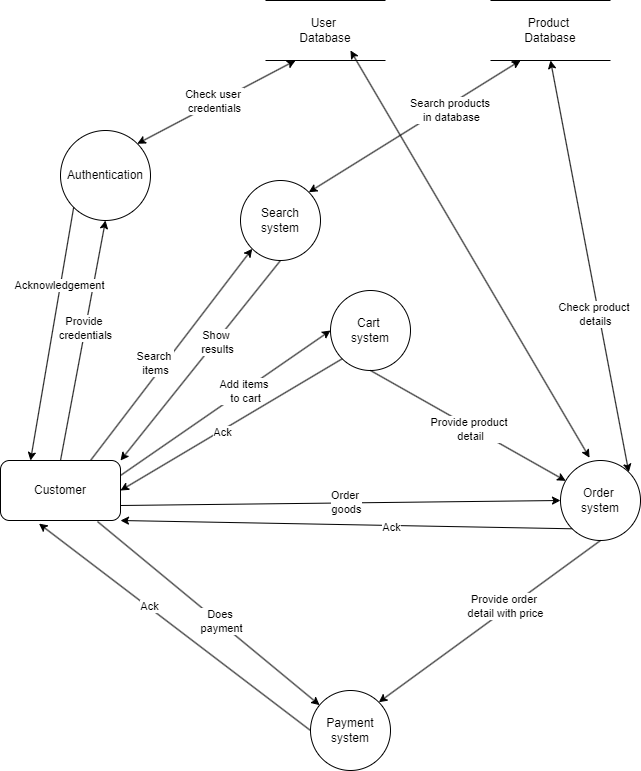 User
Database
Product
Database
Check user
credentials
Search products
in database
Authentication
Search
system
Acknowledgement
Provide
credentials
Check product
details
Cart
system
Show
results
Search
items
Add items
to cart
Ack
Provide product
detail
Customer
Order
goods
Order
system
Ack
Ack
Does
payment
Provide order
detail with price
Payment
system